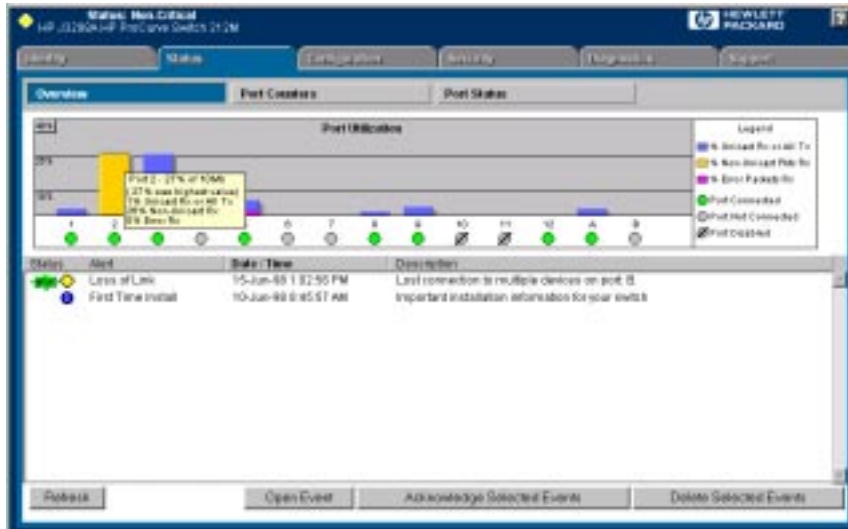 Status: Non-Critical
HP J3298A HP ProCurve Switch 212M
HEWLETT
PACKARD
?
Identity
Status
Configuration
Security
Diagnostics
Support
Overview
Port Counters
Port Status
Port Utilization
40%
Port 2 - 27% of 10Mb
(27% was highest value)
1% Unicast Rx or All Tx
26% Non-Unicast Rx
0% Error Rx
1 2 6 7 8 9 10 11 12 A B
Legend
% Unicast Rx or All Tx
% Non-Unicast Pkts Rx
% Error Packets Rx
Port Connected
Port Not Connected
Port Disabled
Status Alert Date / Time Description
Loss of Link 15-Jun-98 1:02:56 PM Lost connection to multiple devices on port B.
First Time Install 10-Jun-98 8:45:57 AM Important installation information for your switch
Refresh
Open Event
Acknowledge Selected Events
Delete Selected Events